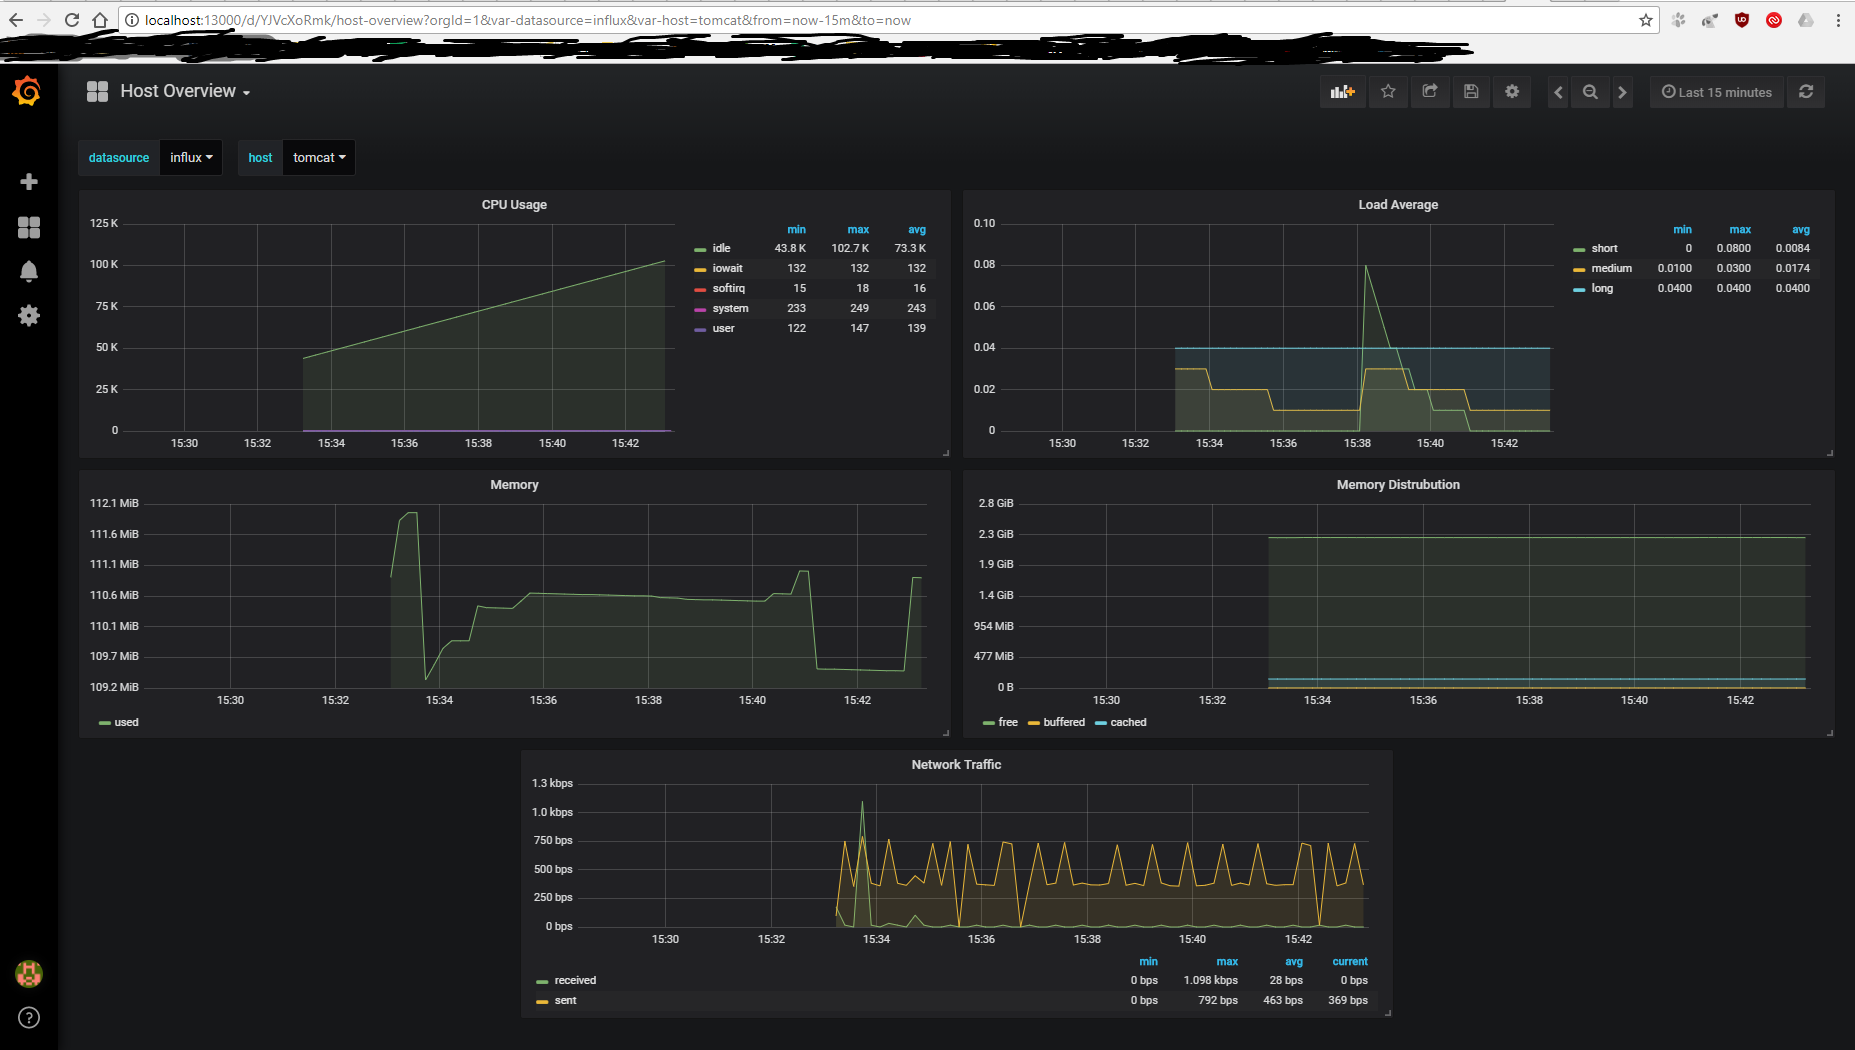 localhost:13000/d/YJVcXoRmk/host-overview?orgId=1&var-datasource=influx&var-host=tomcat&from=now-15m&to=now
Host Overview
Last 15 minutes
datasource influx host tomcat
CPU Usage
125 K
100 K
75 K
50 K
25 K
0
15:30 15:32 15:34 15:36 15:38 15:40 15:42
min max avg
idle 43.8 K 102.7 K 73.3 K
iowait 132 132 132
softirq 15 18 16
system 233 249 243
user 122 147 139
Load Average
0.10
0.08
0.06
0.04
0.02
0
15:30 15:32 15:34 15:36 15:38 15:40 15:42
min max avg
short 0 0.0800 0.0084
medium 0.0100 0.0300 0.0174
long 0.0400 0.0400 0.0400
Memory
112.1 MiB
111.6 MiB
111.1 MiB
110.6 MiB
110.1 MiB
109.7 MiB
109.2 MiB
15:30 15:32 15:34 15:36 15:38 15:40 15:42
used
Memory Distrubution
2.8 GiB
2.3 GiB
1.9 GiB
1.4 GiB
954 MiB
477 MiB
0 B
15:30 15:32 15:34 15:36 15:38 15:40 15:42
free buffered cached
Network Traffic
1.3 kbps
1.0 kbps
750 bps
500 bps
250 bps
0 bps
15:30 15:32 15:34 15:36 15:38 15:40 15:42
min max avg current
received 0 bps 1.098 kbps 28 bps 0 bps
sent 0 bps 792 bps 463 bps 369 bps